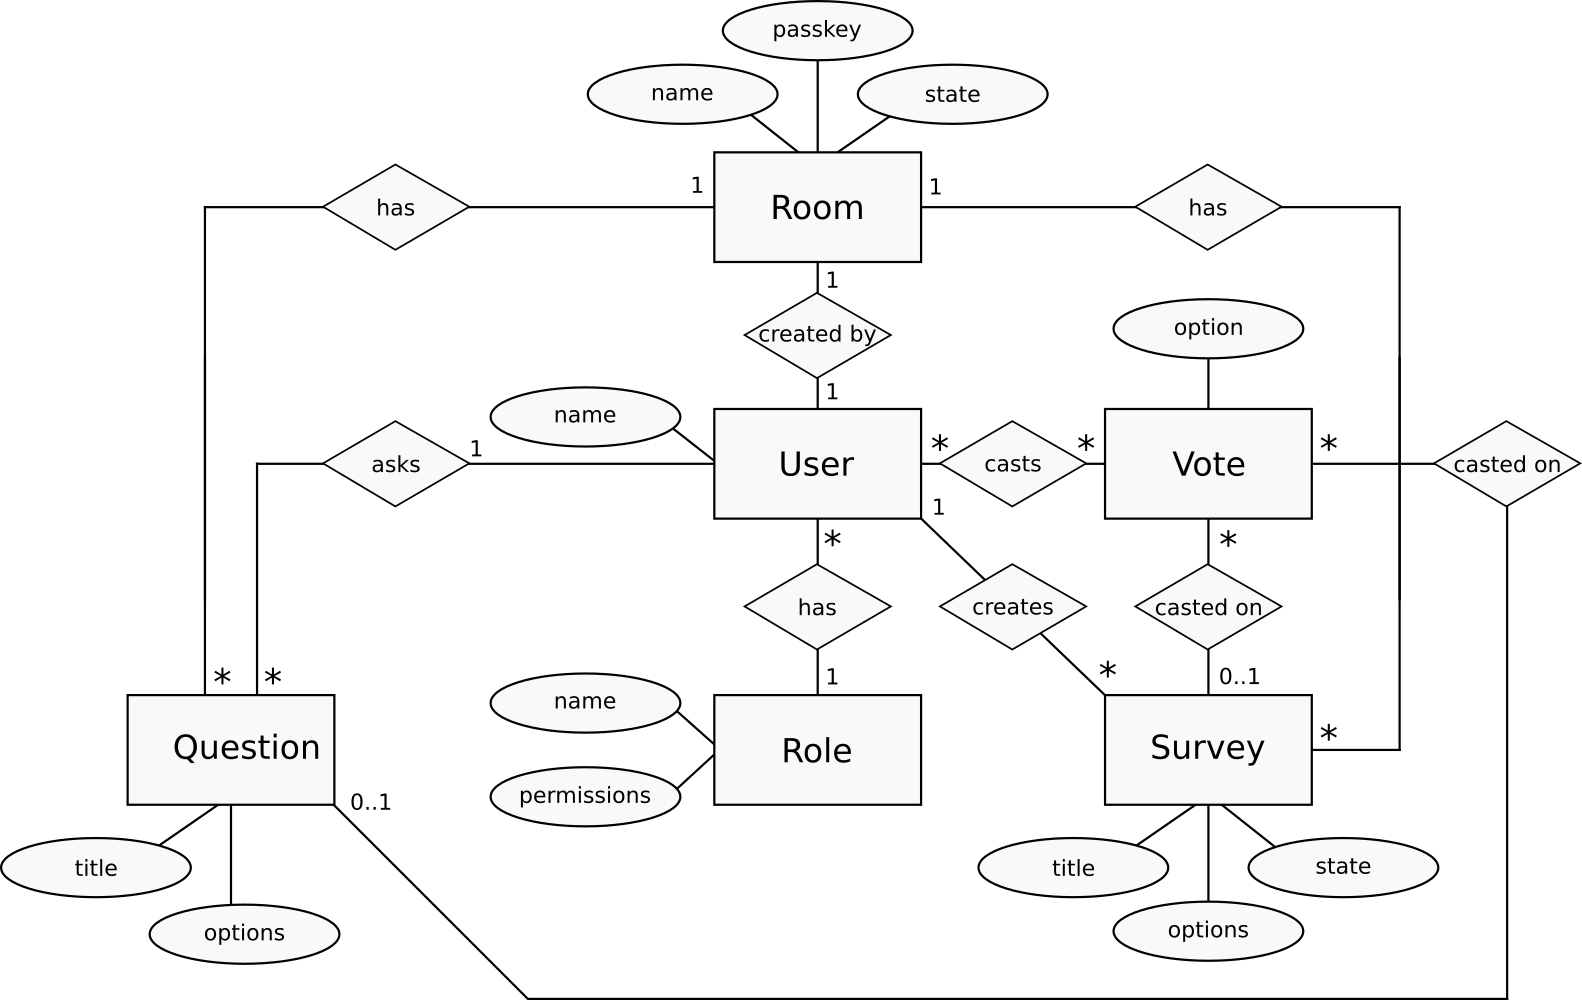 passkey
name
state
has
1
Room
1
has
1
created by
option
1
name
asks
1
User
*
casts
*
Vote
*
casted on
1
*
*
has
creates
casted on
*
*
1
*
0..1
name
Question
Role
Survey
*
permissions
0..1
title
options
title
state
options